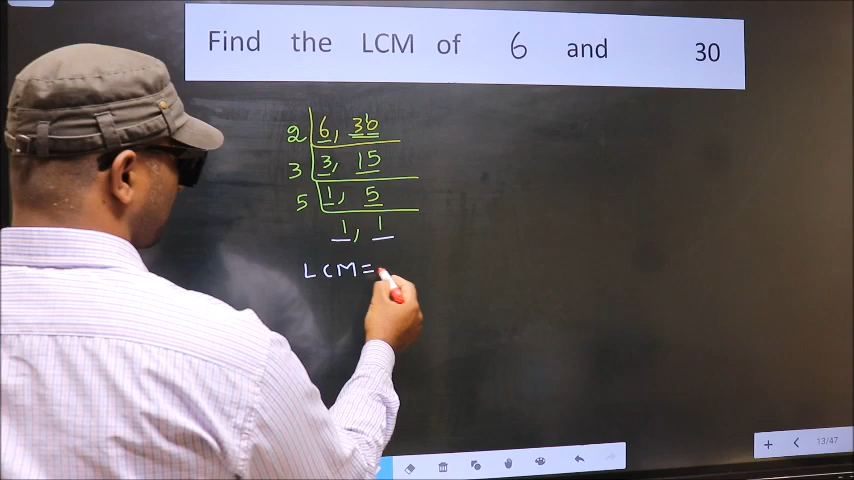 Find the LCM of 6 and 30
2 6, 30
3 3, 15
5 1, 5
1, 1
LCM =
13/47